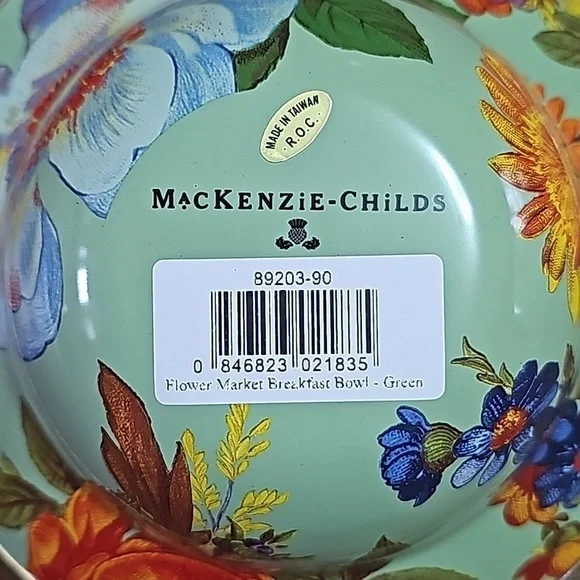 MADE IN TAIWAN
R.O.C.
MACKENZiE-CHiLDS
89203-90
0 846823 021835
Flower Market Breakfast Bowl - Green